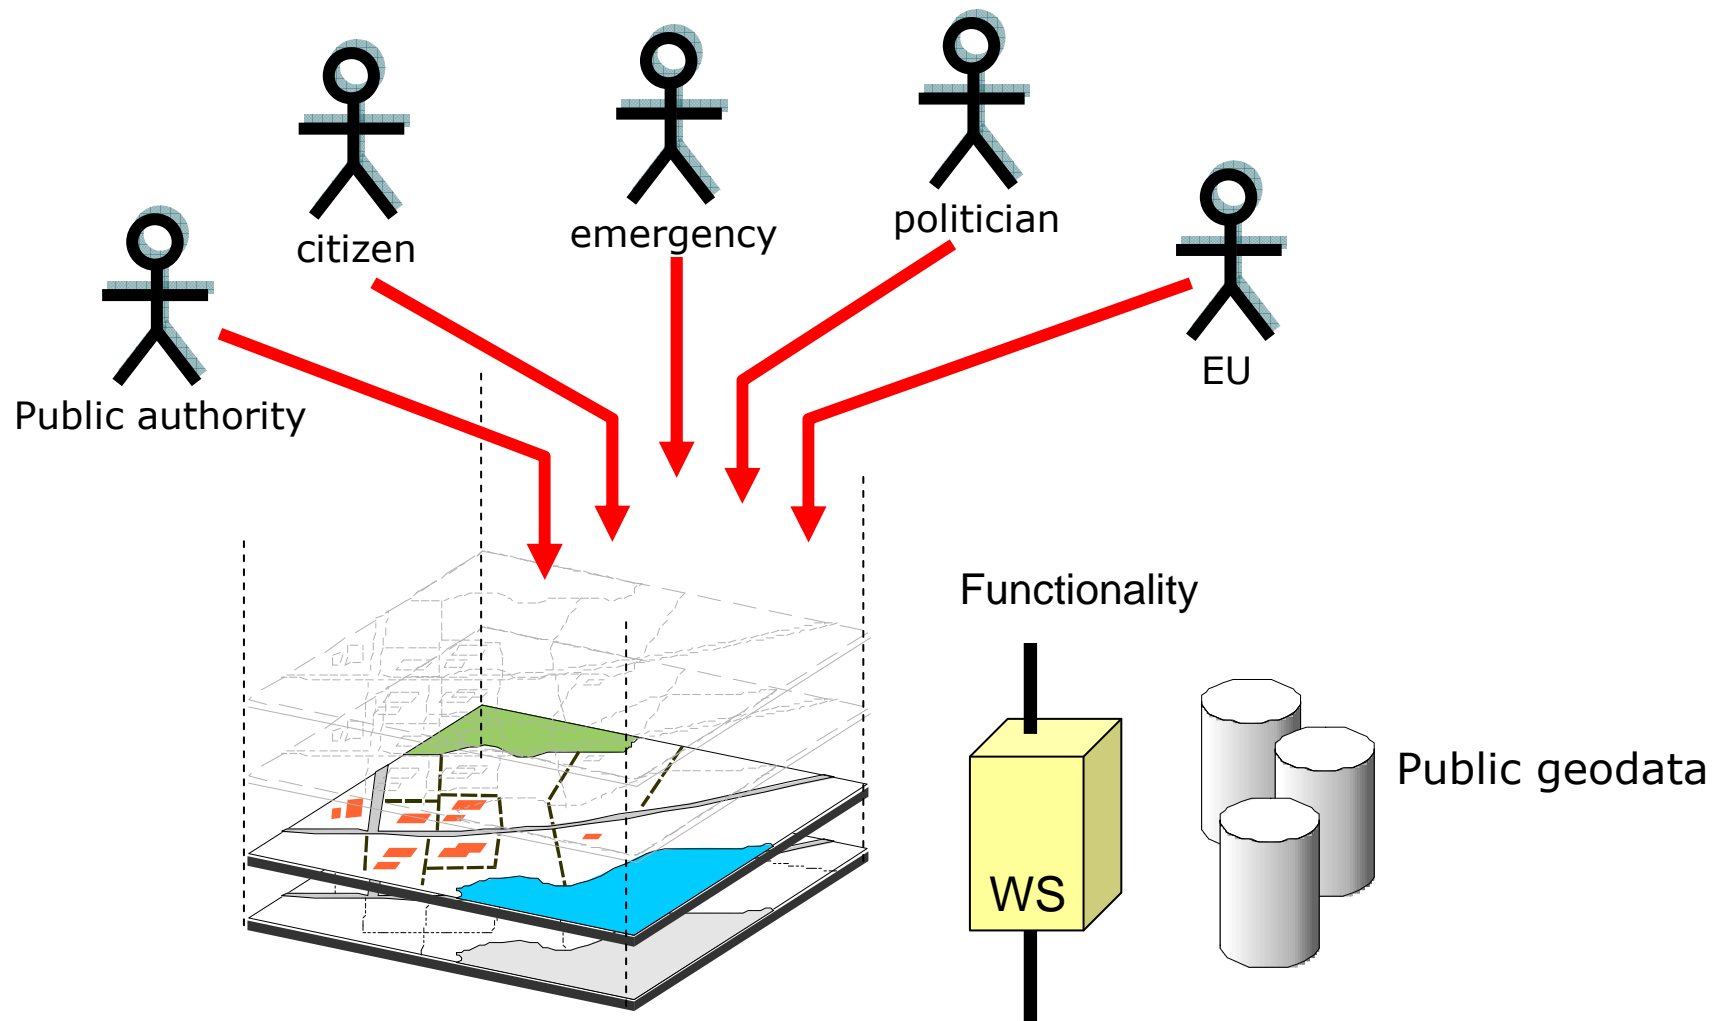 politician
emergency
citizen
EU
Public authority
Functionality
Public geodata
WS